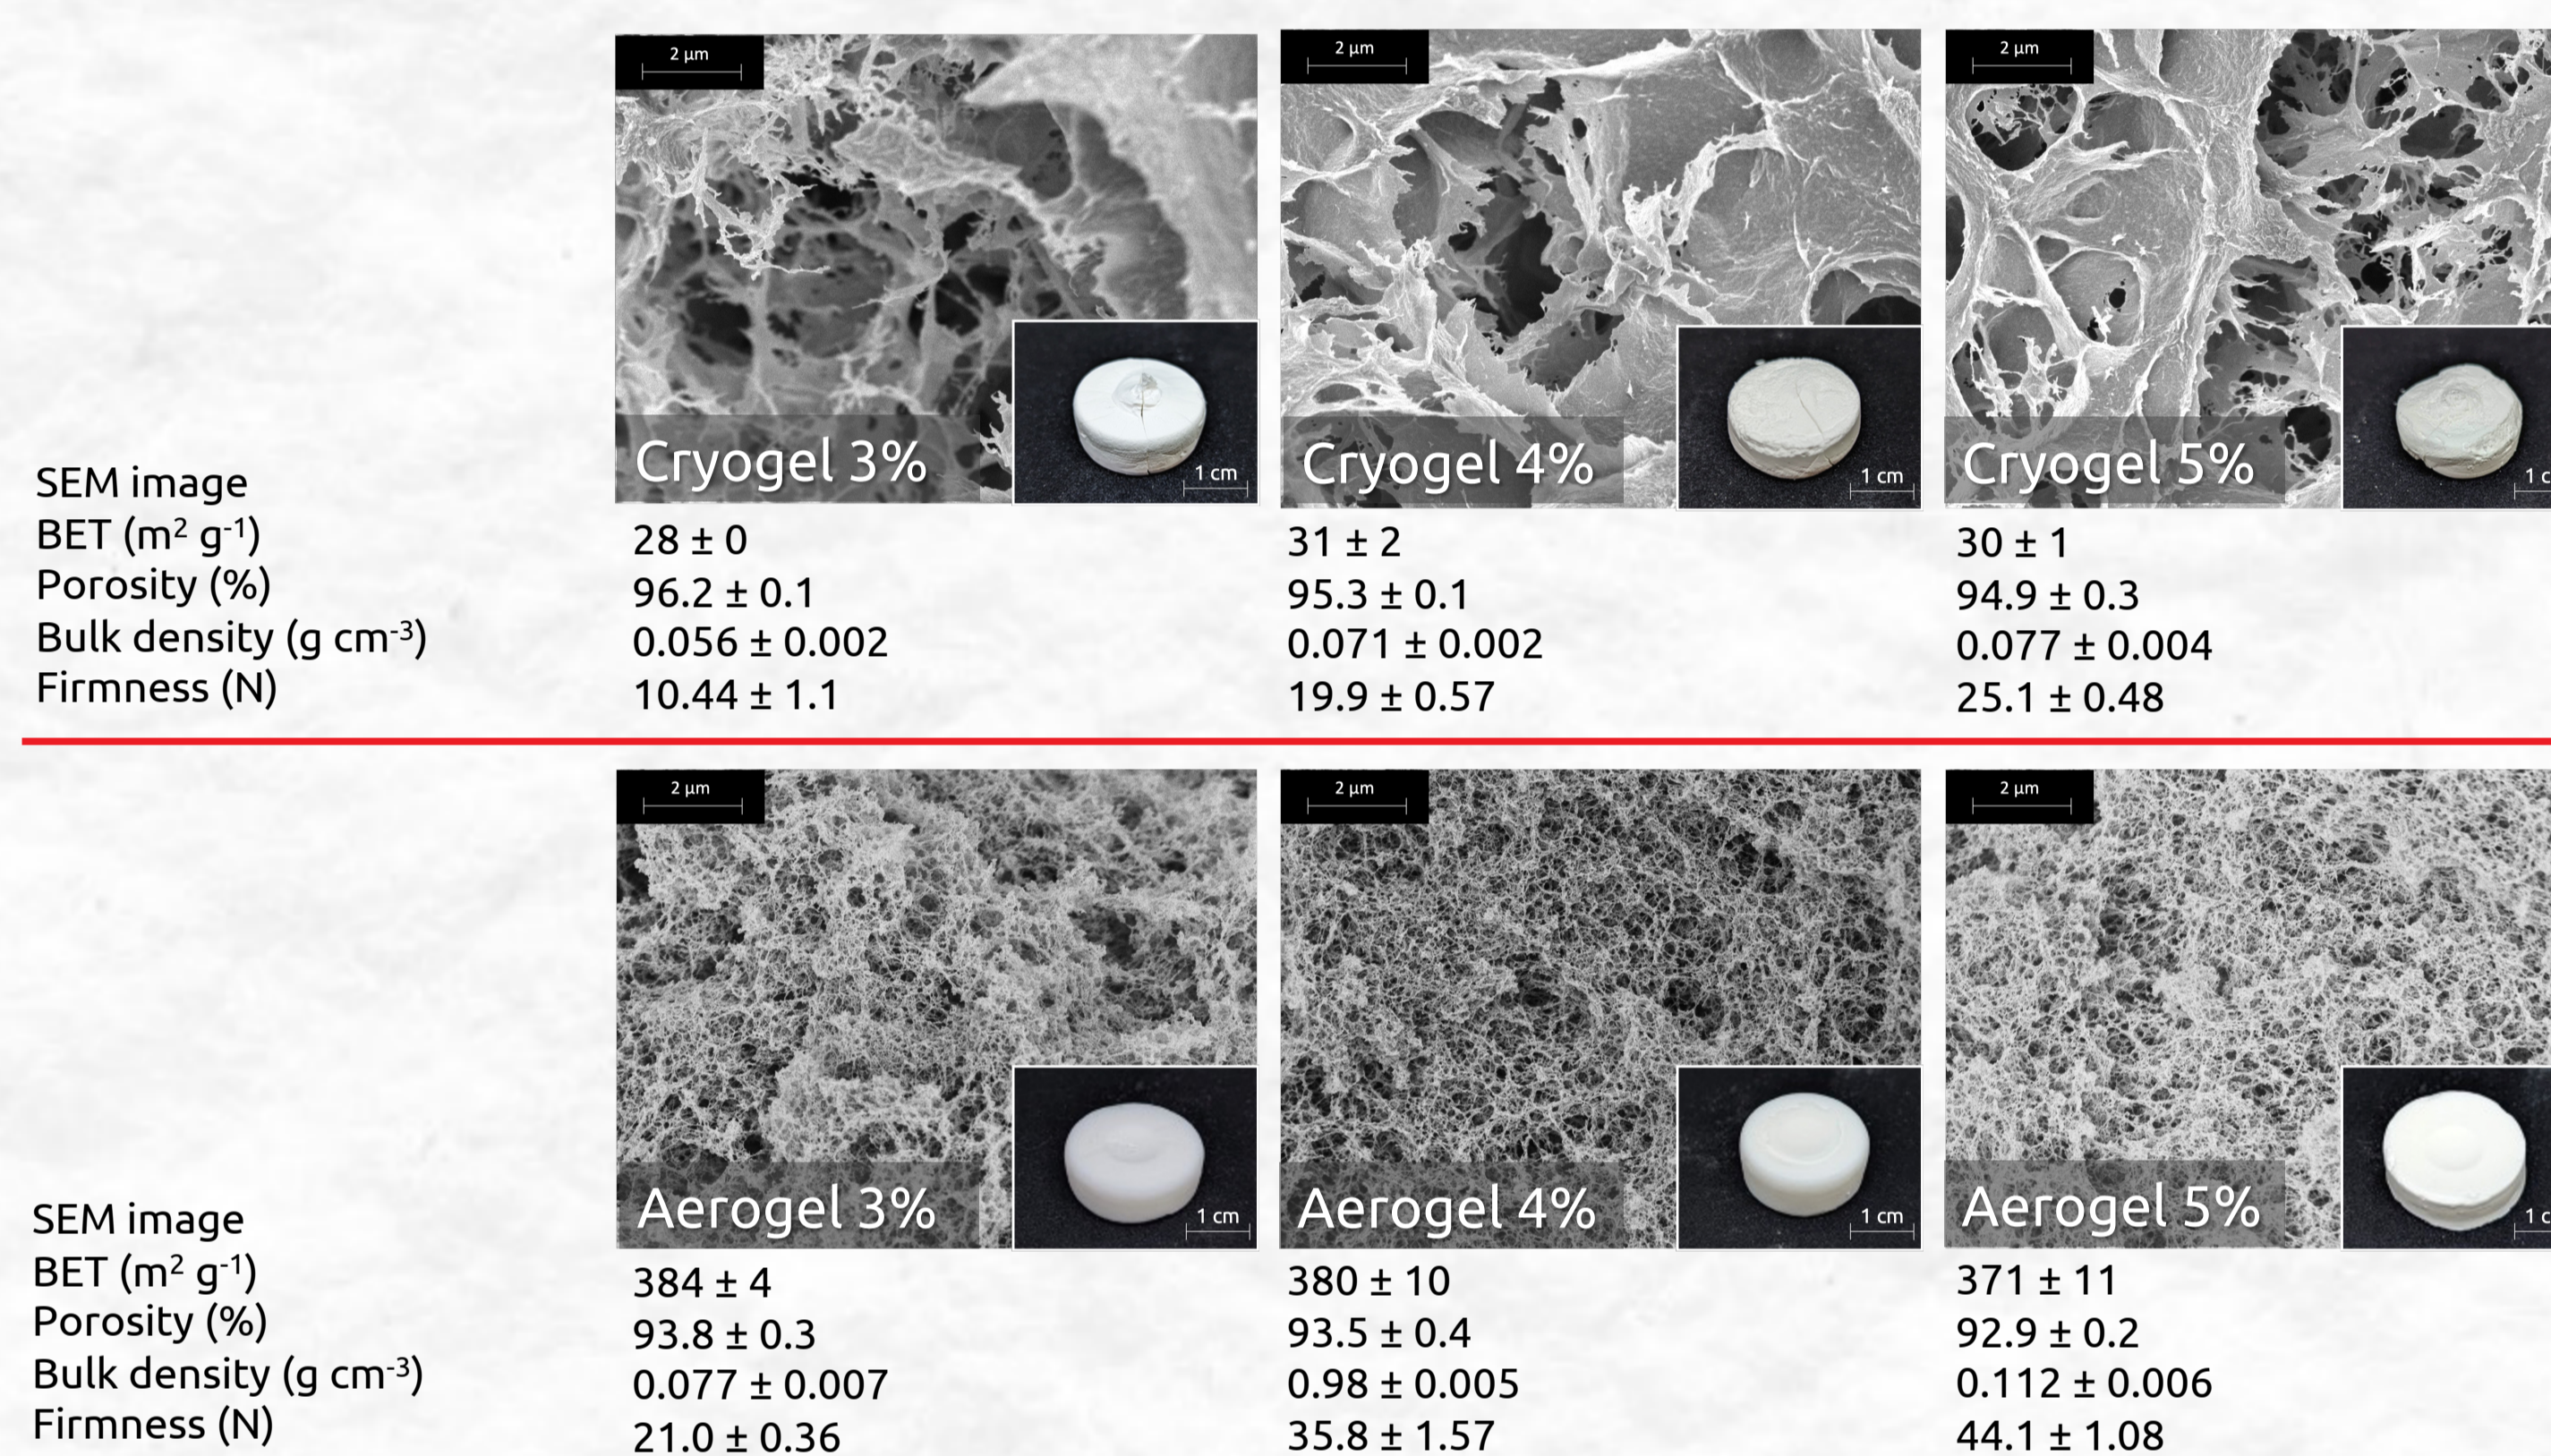 2 µm
2 µm
2 µm
Cryogel 3%
1 cm
Cryogel 4%
1 cm
Cryogel 5%
1 c
SEM image
BET (m² g⁻¹)
28 ± 0
31 ± 2
30 ± 1
Porosity (%)
96.2 ± 0.1
95.3 ± 0.1
94.9 ± 0.3
Bulk density (g cm⁻³)
0.056 ± 0.002
0.071 ± 0.002
0.077 ± 0.004
Firmness (N)
10.44 ± 1.1
19.9 ± 0.57
25.1 ± 0.48
2 µm
2 µm
2 µm
Aerogel 3%
1 cm
Aerogel 4%
1 cm
Aerogel 5%
1 c
SEM image
BET (m² g⁻¹)
384 ± 4
380 ± 10
371 ± 11
Porosity (%)
93.8 ± 0.3
93.5 ± 0.4
92.9 ± 0.2
Bulk density (g cm⁻³)
0.077 ± 0.007
0.98 ± 0.005
0.112 ± 0.006
Firmness (N)
21.0 ± 0.36
35.8 ± 1.57
44.1 ± 1.08